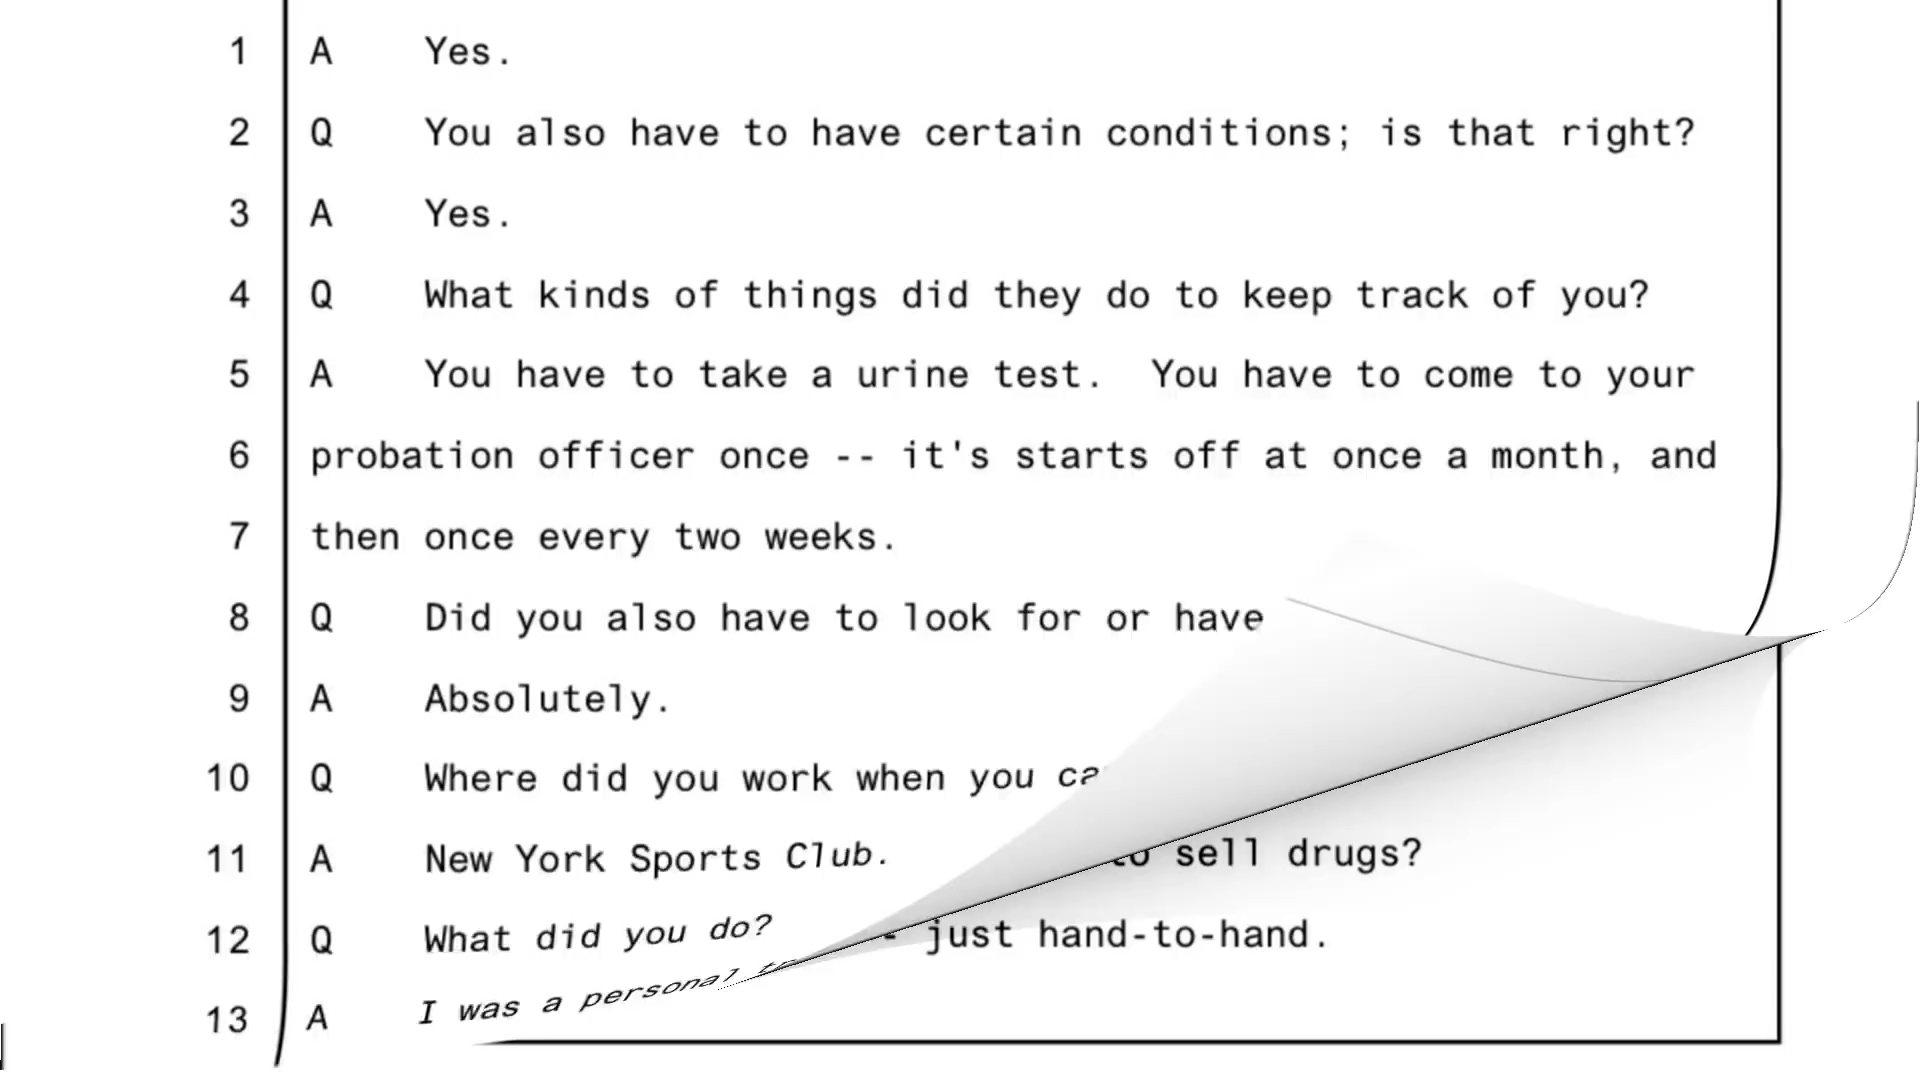 1 A Yes.
2 Q You also have to have certain conditions; is that right?
3 A Yes.
4 Q What kinds of things did they do to keep track of you?
5 A You have to take a urine test. You have to come to your
6 probation officer once -- it's starts off at once a month, and
7 then once every two weeks.
8 Q Did you also have to look for or have
9 A Absolutely.
10 Q Where did you work when you
11 A New York Sports Club. to sell drugs?
12 Q What did you do? - just hand-to-hand.
13 A I was a personal